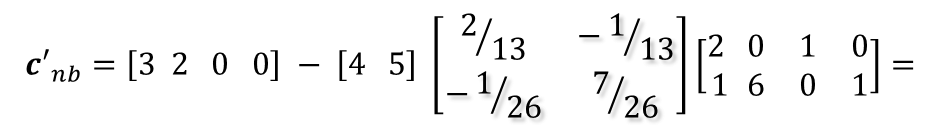 𝒄′ₙᵦ = [3 2 0 0] − [4 5] [2/13 −1/13; −1/26 7/26] [2 0 1 0; 1 6 0 1] =